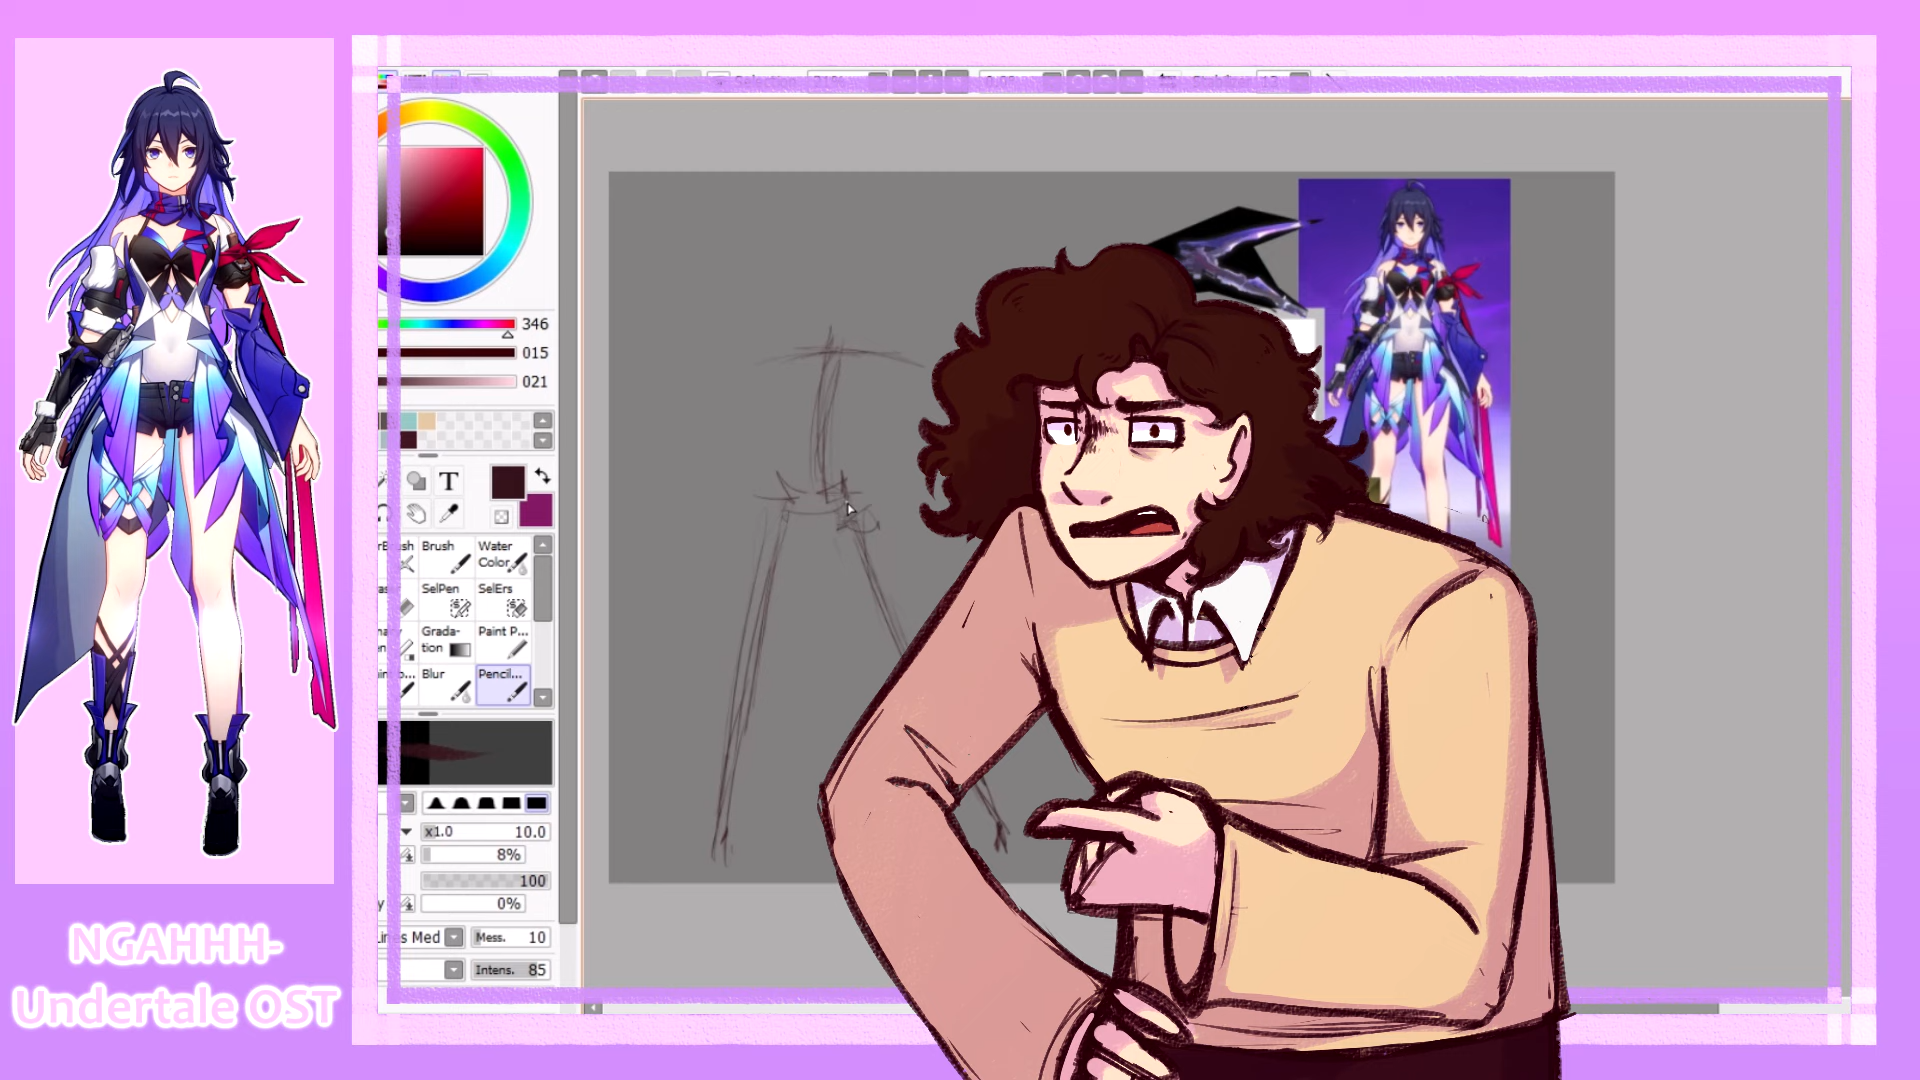 346
015
021
T
Brush
Water
Color
SelPen
SelErs
Grada-
tion
Paint P...
Blur
Pencil...
x1.0
10.0
8%
100
0%
Mess.
10
Intens.
85
NGAHHH-
Undertale OST